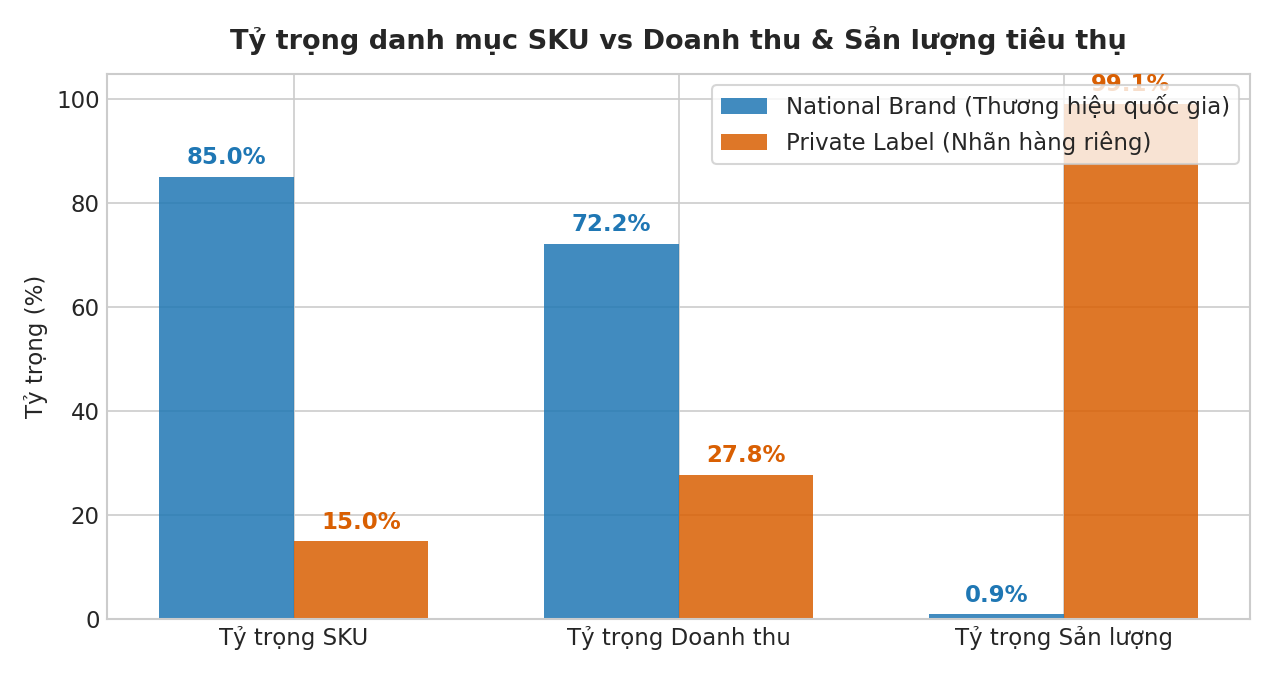 Tỷ trọng danh mục SKU vs Doanh thu & Sản lượng tiêu thụ
National Brand (Thương hiệu quốc gia)
Private Label (Nhãn hàng riêng)
Tỷ trọng (%)
100
80
60
40
20
0
85.0%
15.0%
72.2%
27.8%
0.9%
99.1%
Tỷ trọng SKU
Tỷ trọng Doanh thu
Tỷ trọng Sản lượng